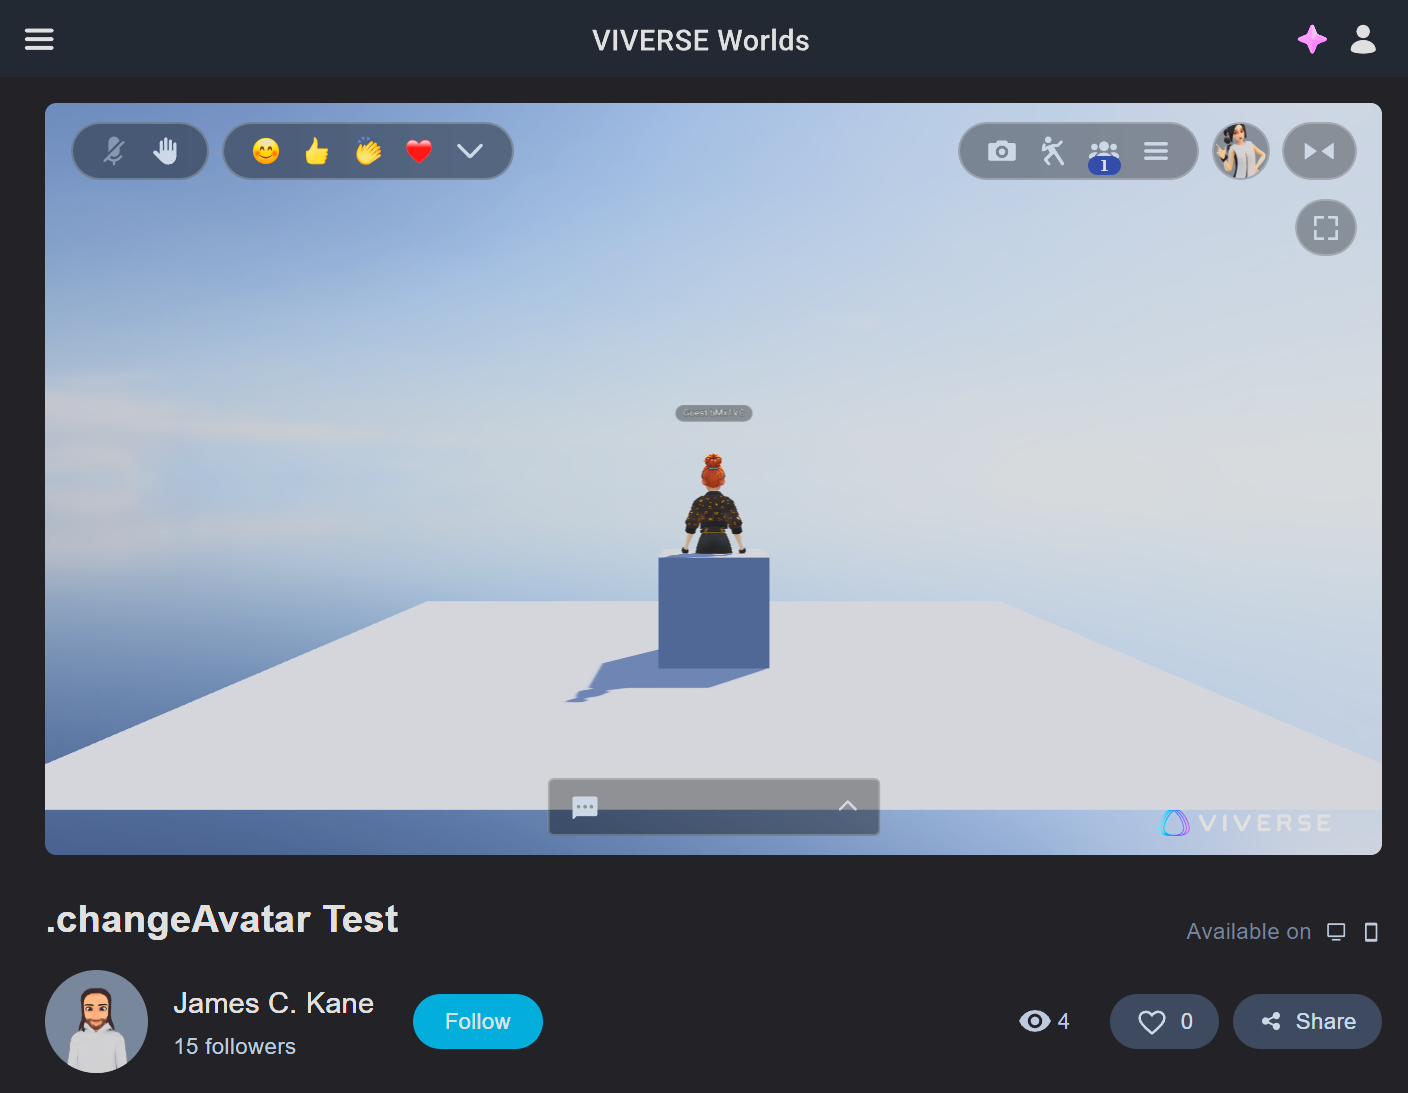 VIVERSE Worlds
1
VIVERSE
.changeAvatar Test
Available on
James C. Kane
15 followers
Follow
4
0
Share